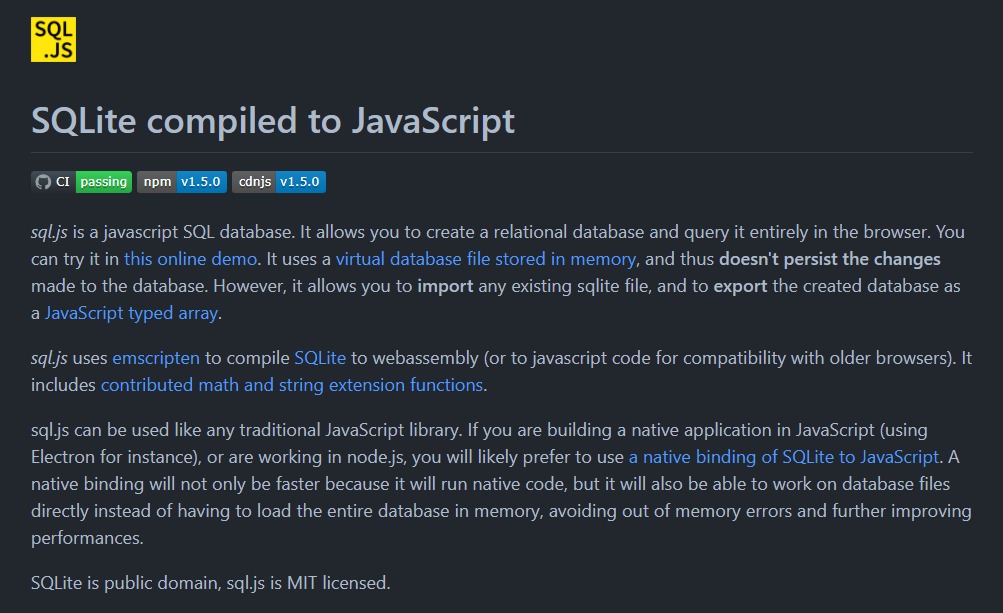 SQL
.JS
SQLite compiled to JavaScript
CI passing npm v1.5.0 cdnjs v1.5.0
sql.js is a javascript SQL database. It allows you to create a relational database and query it entirely in the browser. You
can try it in this online demo. It uses a virtual database file stored in memory, and thus doesn't persist the changes
made to the database. However, it allows you to import any existing sqlite file, and to export the created database as
a JavaScript typed array.
sql.js uses emscripten to compile SQLite to webassembly (or to javascript code for compatibility with older browsers). It
includes contributed math and string extension functions.
sql.js can be used like any traditional JavaScript library. If you are building a native application in JavaScript (using
Electron for instance), or are working in node.js, you will likely prefer to use a native binding of SQLite to JavaScript. A
native binding will not only be faster because it will run native code, but it will also be able to work on database files
directly instead of having to load the entire database in memory, avoiding out of memory errors and further improving
performances.
SQLite is public domain, sql.js is MIT licensed.